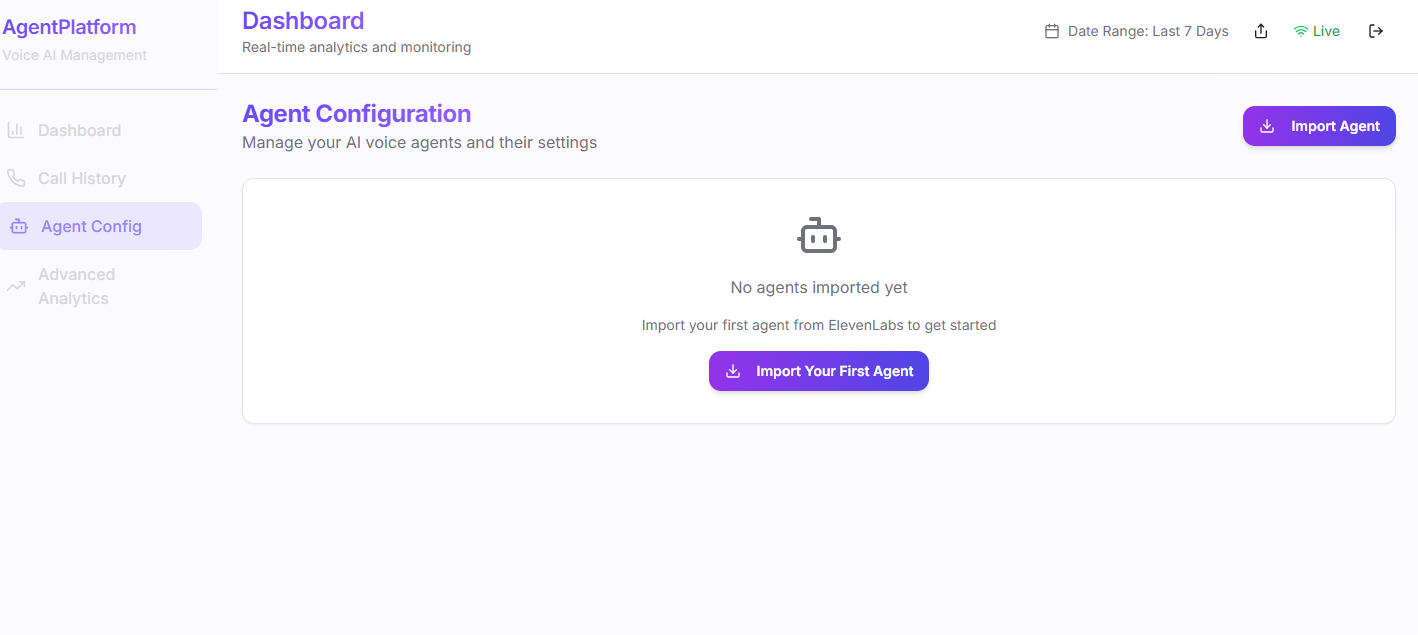 AgentPlatform
Voice AI Management
Dashboard
Call History
Agent Config
Advanced
Analytics
Dashboard
Real-time analytics and monitoring
Date Range: Last 7 Days
Live
Agent Configuration
Manage your AI voice agents and their settings
Import Agent
No agents imported yet
Import your first agent from ElevenLabs to get started
Import Your First Agent